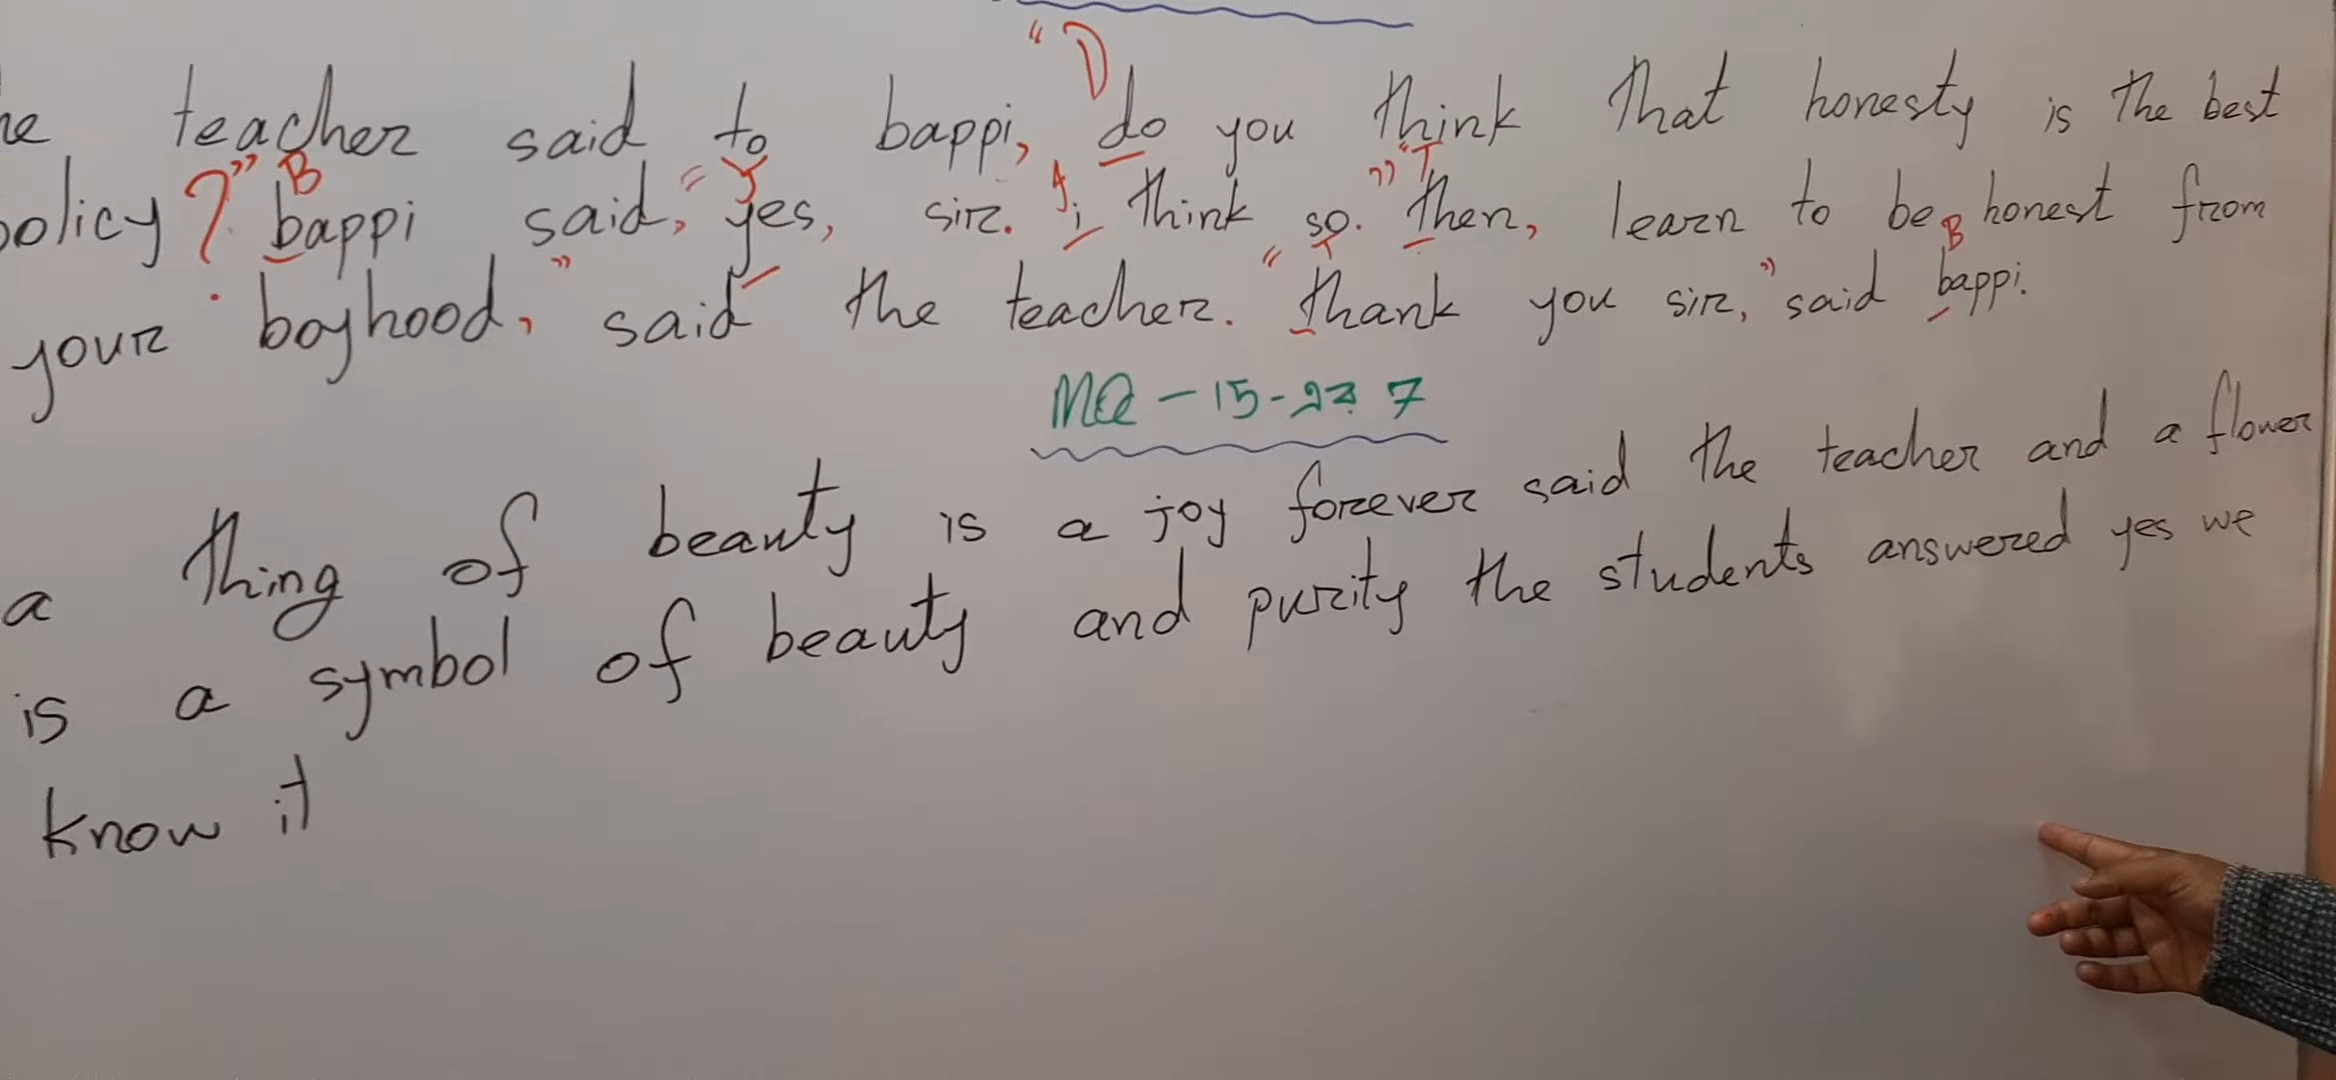 he teacher said to bappi, “D do you think that honesty is the best
policy?” B bappi said, “Y yes, sir. I i think so.” “T then, learn to be honest from
your boyhood,” said the teacher. “T thank you sir,” said B bappi.
MQ - 15 -
a thing of beauty is a joy forever said the teacher and a flower
is a symbol of beauty and purity the students answered yes we
know it